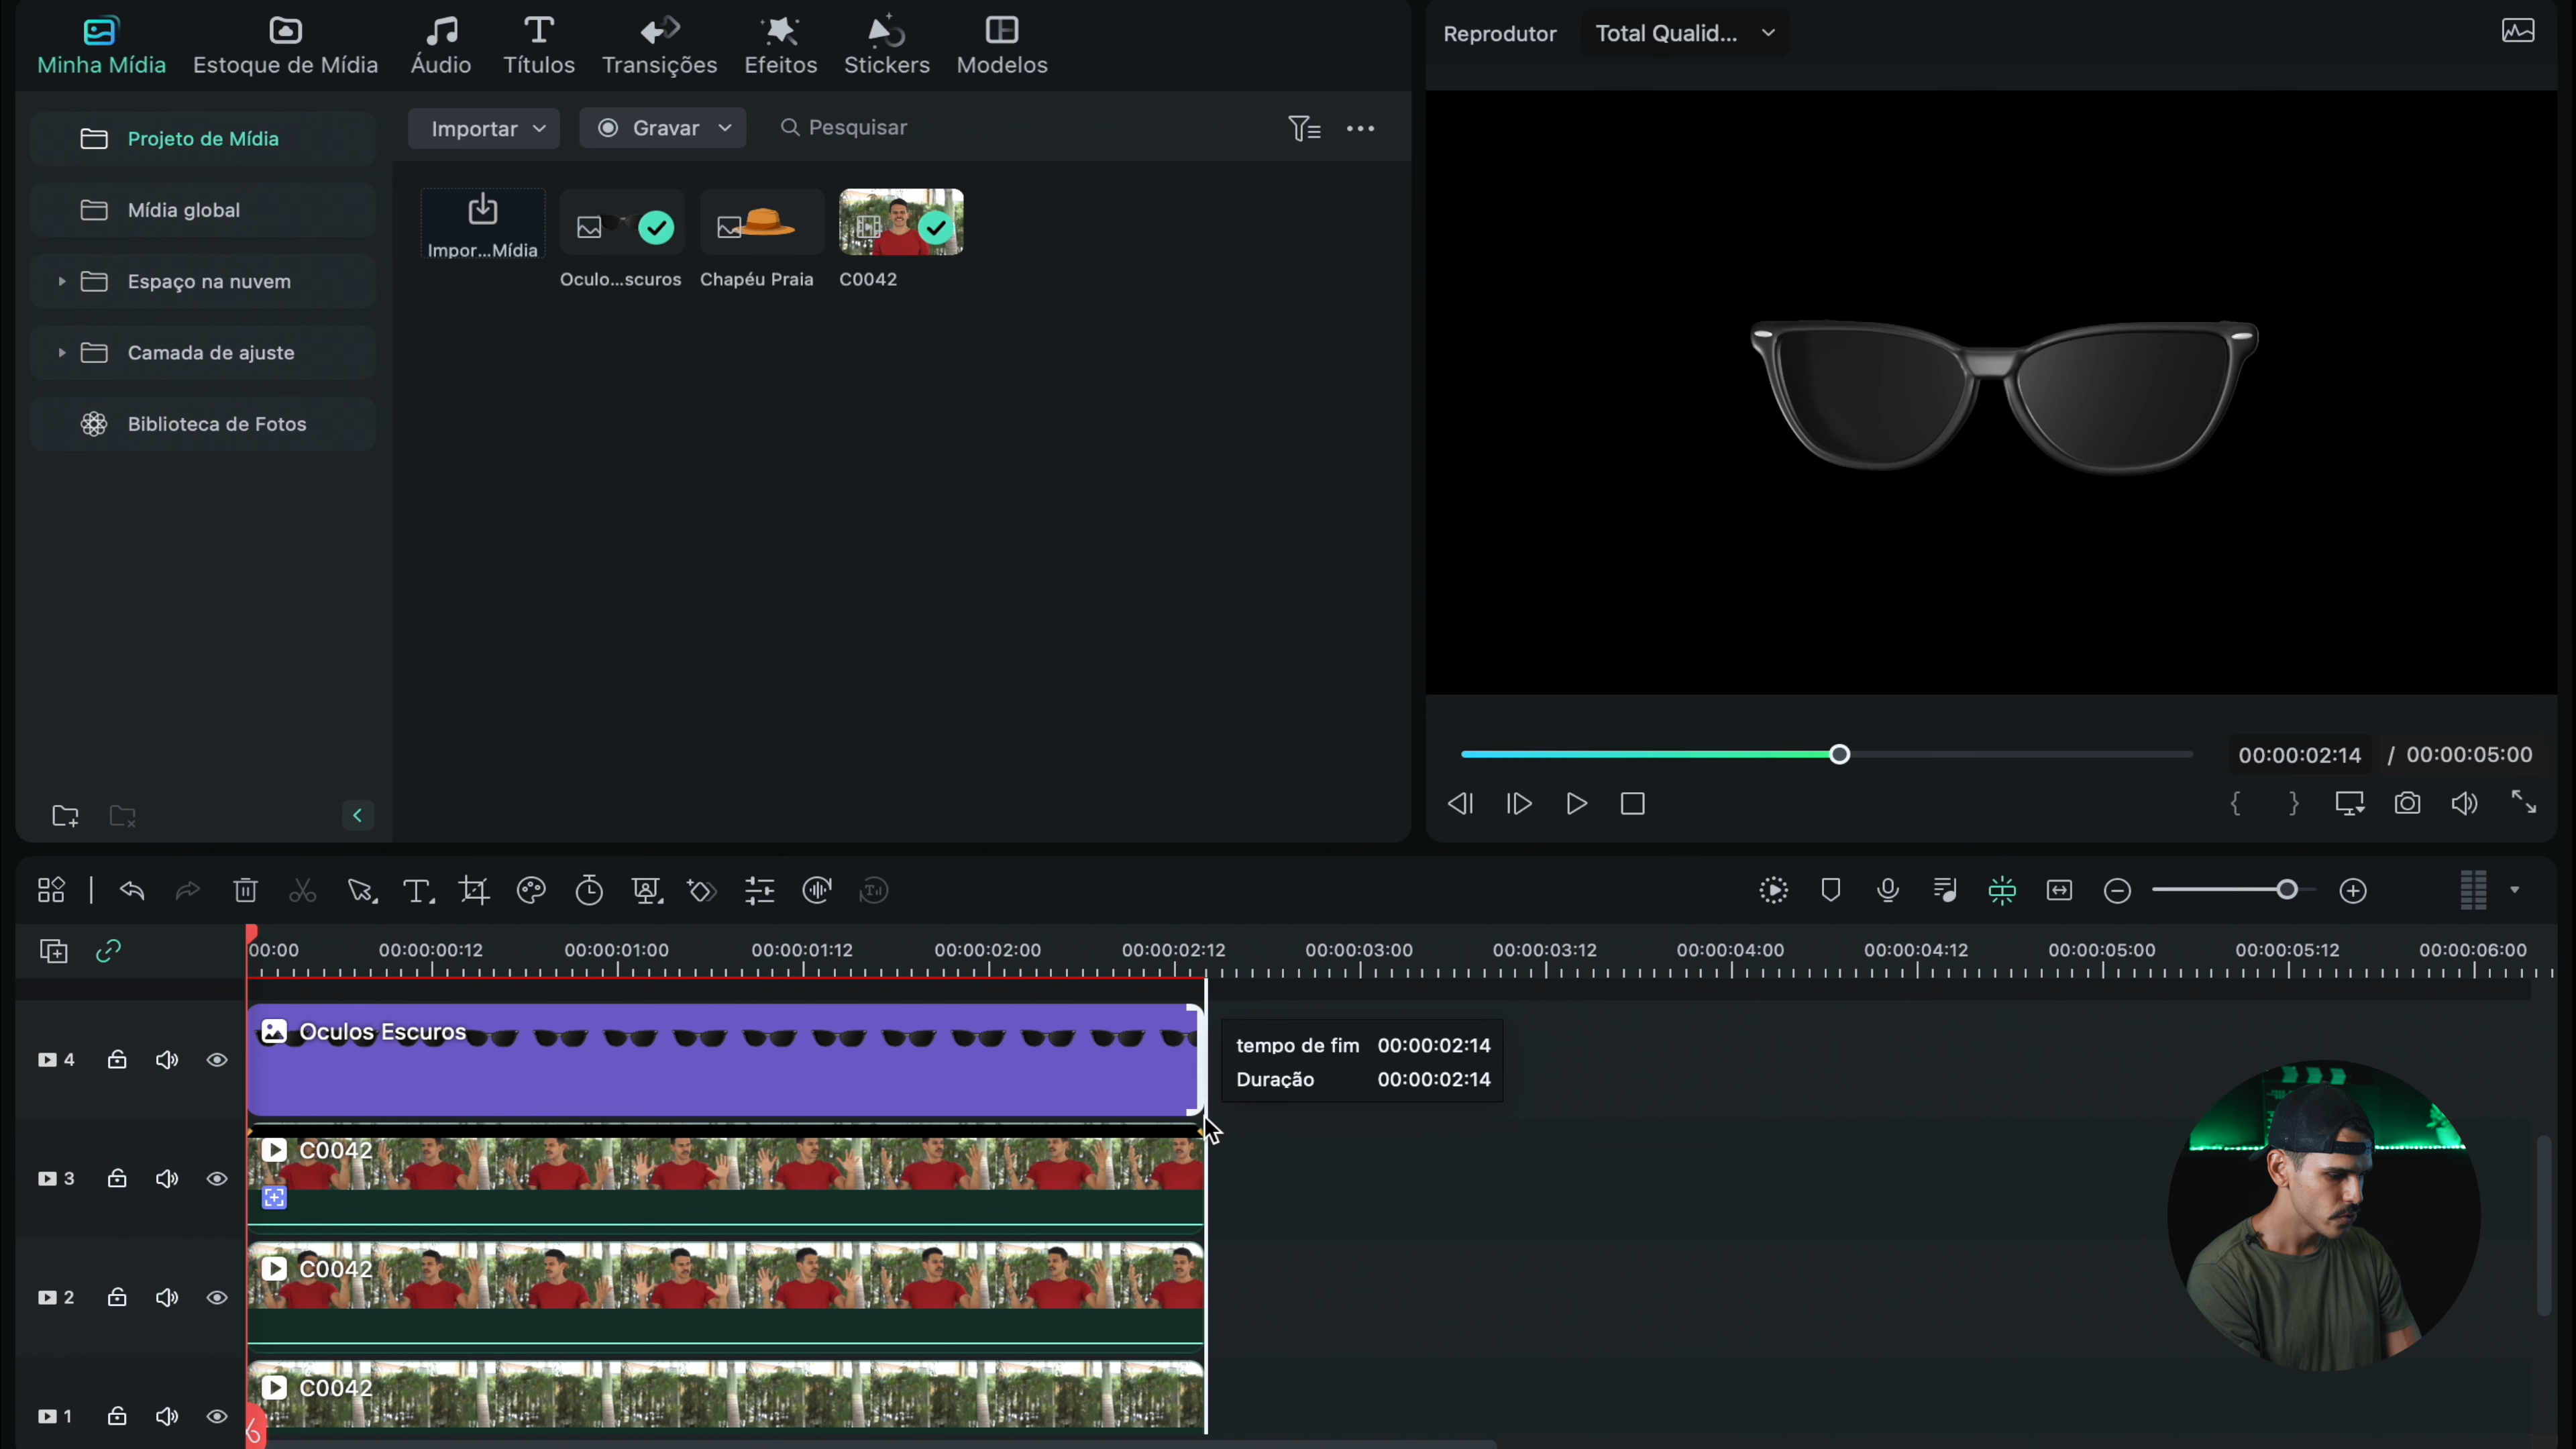 Minha Mídia
Estoque de Mídia
Áudio
Títulos
Transições
Efeitos
Stickers
Modelos
Reprodutor
Total Qualid...
Projeto de Mídia
Mídia global
Espaço na nuvem
Camada de ajuste
Biblioteca de Fotos
Importar
Gravar
Pesquisar
Impor...Mídia
Oculo...scuros
Chapéu Praia
C0042
00:00:02:14 / 00:00:05:00
00:00
00:00:00:12
00:00:01:00
00:00:01:12
00:00:02:00
00:00:02:12
00:00:03:00
00:00:03:12
00:00:04:00
00:00:04:12
00:00:05:00
00:00:05:12
00:00:06:00
4
Oculos Escuros
tempo de fim 00:00:02:14
Duração 00:00:02:14
3
C0042
2
C0042
1
C0042